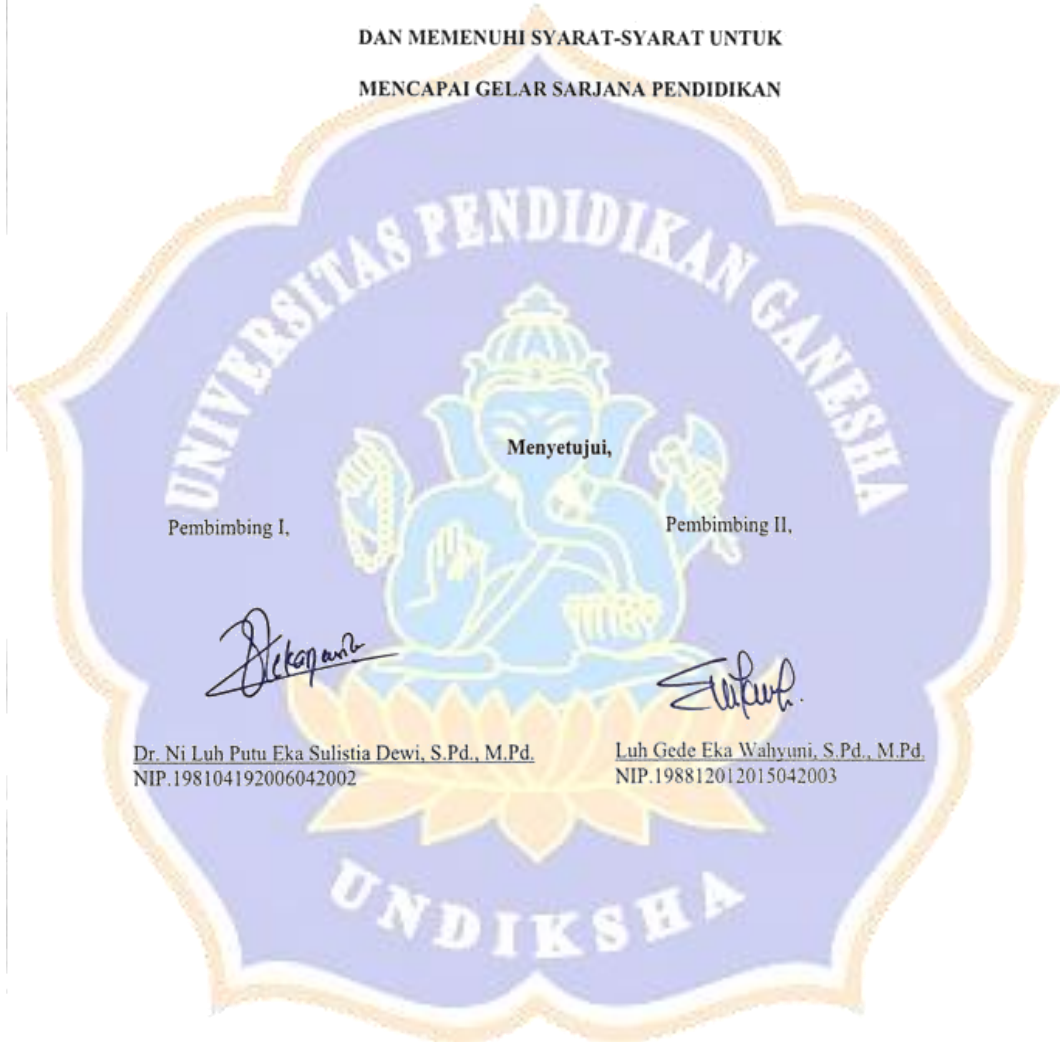 DAN MEMENUHI SYARAT-SYARAT UNTUK
MENCAPAI GELAR SARJANA PENDIDIKAN
UNIVERSITAS PENDIDIKAN GANESHA
Menyetujui,
Pembimbing I,
Pembimbing II,
Dr. Ni Luh Putu Eka Sulistia Dewi, S.Pd., M.Pd.
NIP.198104192006042002
Luh Gede Eka Wahyuni, S.Pd., M.Pd.
NIP.198812012015042003
UNDIKSHA